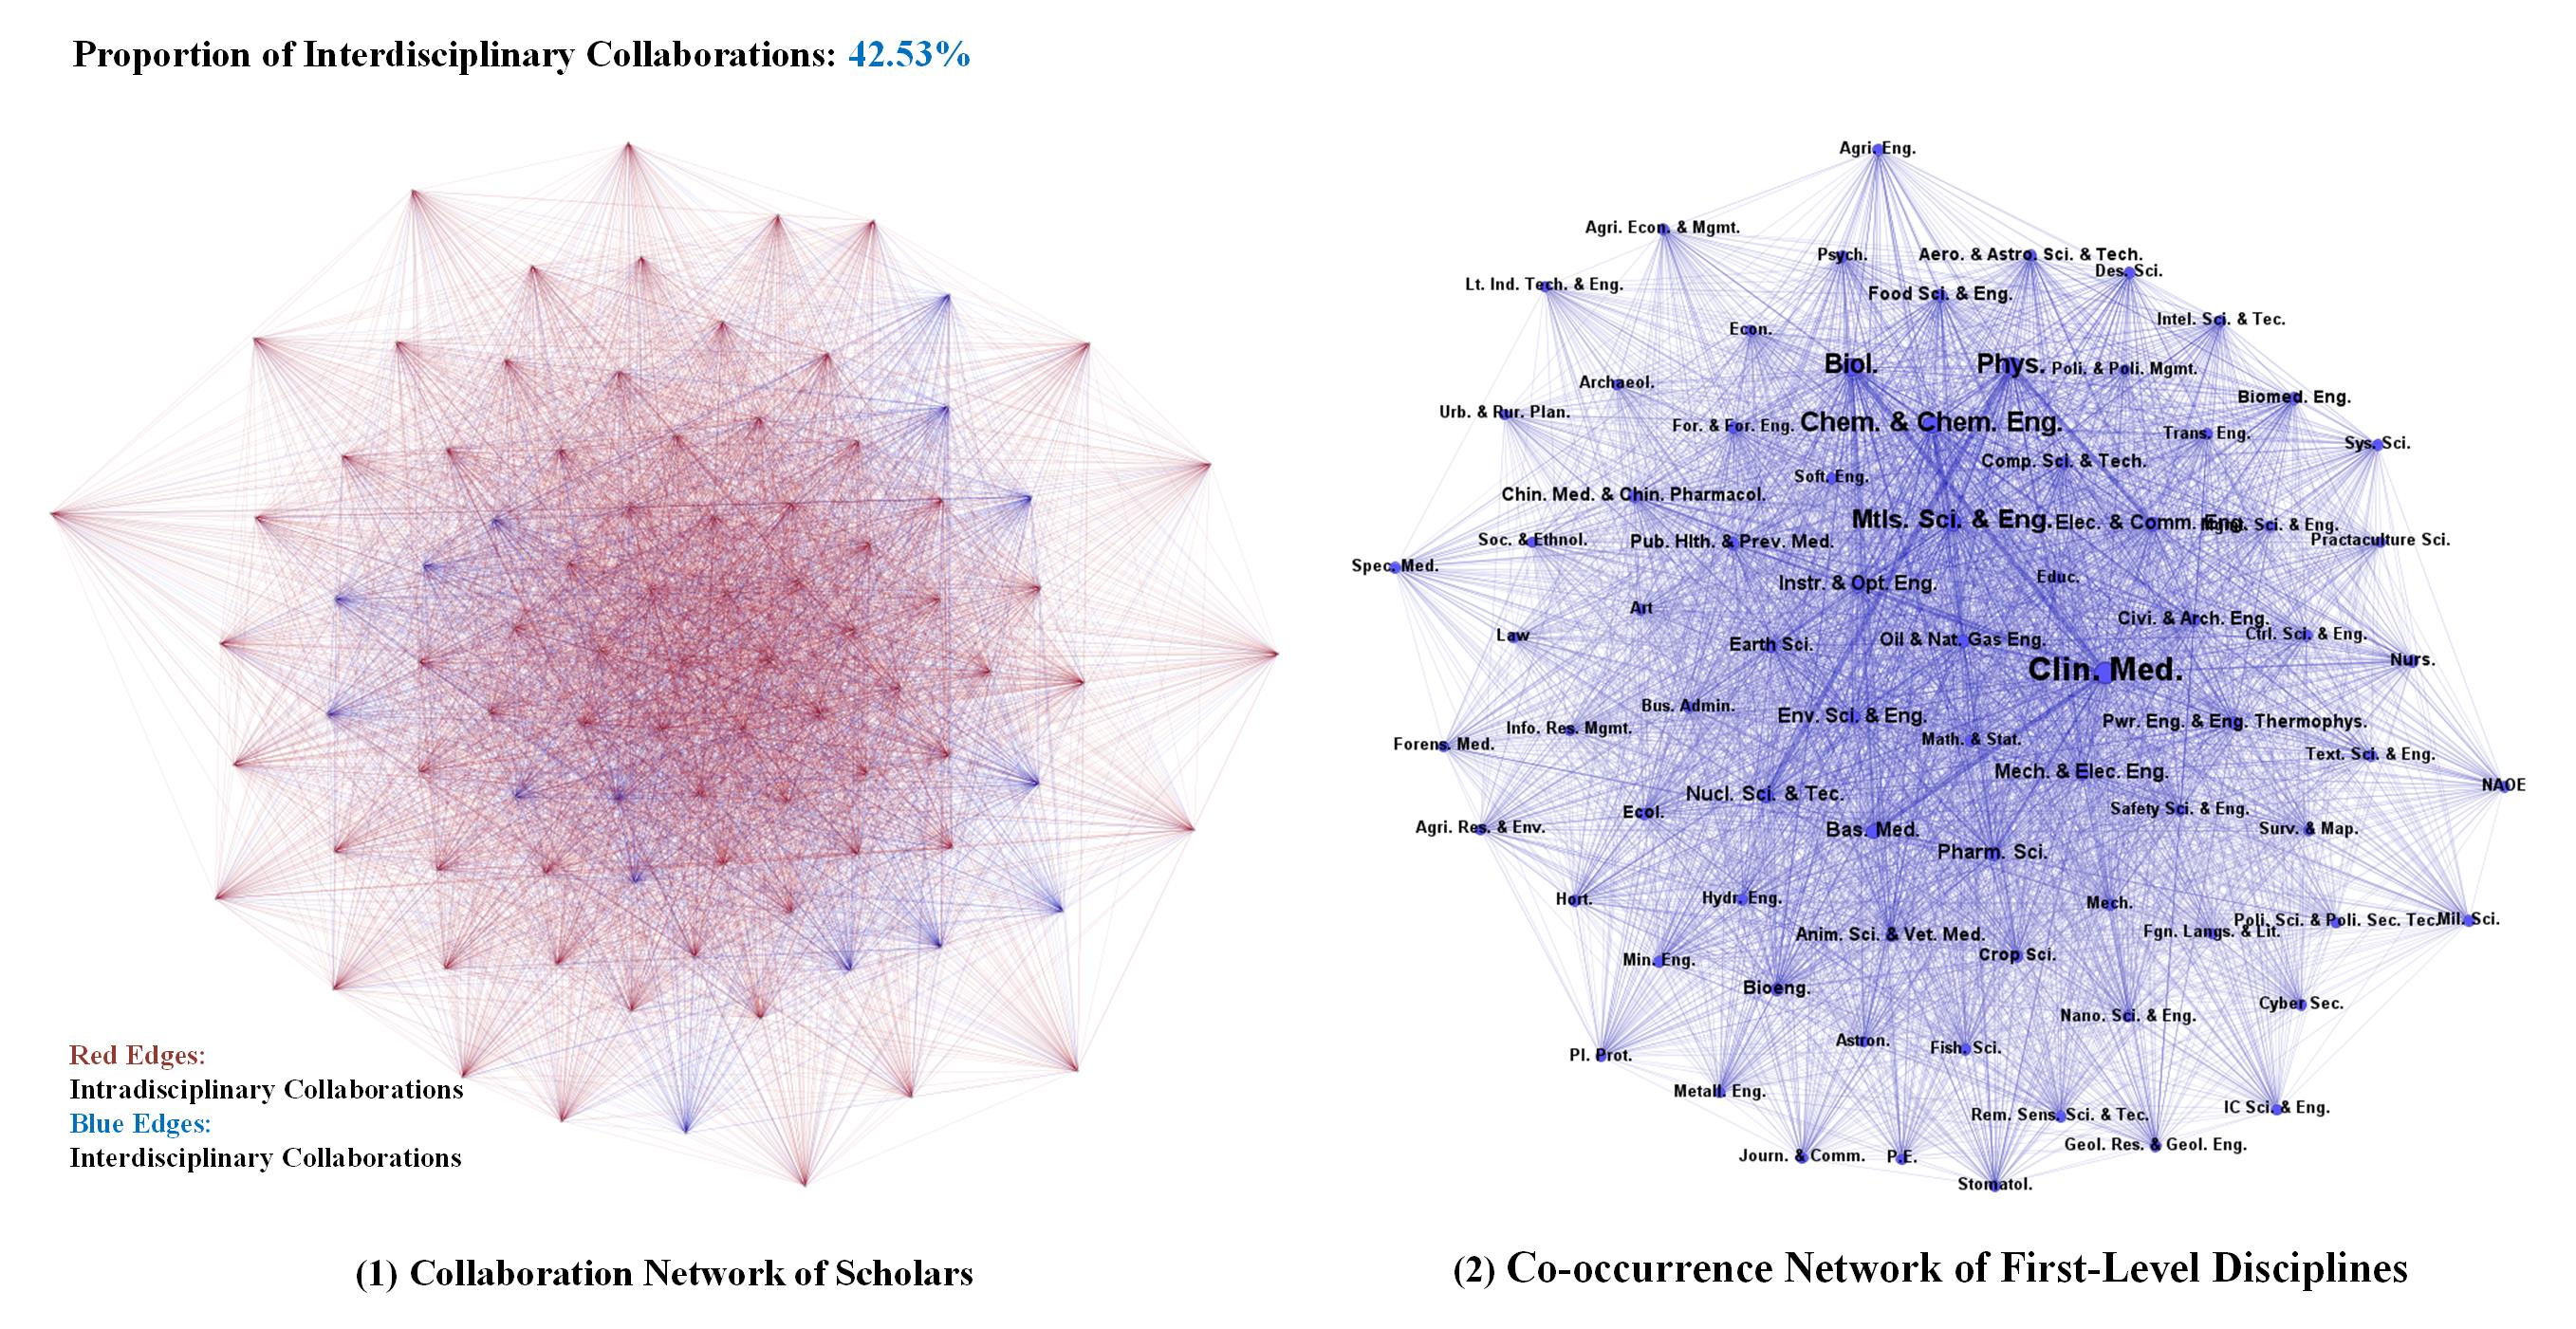 Proportion of Interdisciplinary Collaborations: 42.53%
Red Edges:
Intradisciplinary Collaborations
Blue Edges:
Interdisciplinary Collaborations
(1) Collaboration Network of Scholars
Agri. Eng.
Agri. Econ. & Mgmt.
Psych.
Aero. & Astro. Sci. & Tech.
Des. Sci.
Lt. Ind. Tech. & Eng.
Food Sci. & Eng.
Intel. Sci. & Tec.
Econ.
Biol.
Phys.
Poli. & Poli. Mgmt.
Archaeol.
Biomed. Eng.
Urb. & Rur. Plan.
For. & For. Eng.
Chem. & Chem. Eng.
Trans. Eng.
Sys. Sci.
Comp. Sci. & Tech.
Soft. Eng.
Chin. Med. & Chin. Pharmacol.
Mtls. Sci. & Eng.
Elec. & Comm. Eng.
Sci. & Eng.
Soc. & Ethnol.
Pub. Hlth. & Prev. Med.
Practaculture Sci.
Spec. Med.
Instr. & Opt. Eng.
Educ.
Art
Civi. & Arch. Eng.
Law
Earth Sci.
Oil & Nat. Gas Eng.
Ctrl. Sci. & Eng.
Clin. Med.
Nurs.
Bus. Admin.
Env. Sci. & Eng.
Pwr. Eng. & Eng. Thermophys.
Info. Res. Mgmt.
Forens. Med.
Math. & Stat.
Text. Sci. & Eng.
Mech. & Elec. Eng.
NAOE
Nucl. Sci. & Tec.
Ecol.
Safety Sci. & Eng.
Agri. Res. & Env.
Bas. Med.
Surv. & Map.
Pharm. Sci.
Hort.
Hydr. Eng.
Mech.
Poli. Sci. & Poli. Sec. Tec.
Mil. Sci.
Anim. Sci. & Vet. Med.
Fgn. Langs. & Lit.
Min. Eng.
Crop Sci.
Bioeng.
Cyber Sec.
Nano. Sci. & Eng.
Astron.
Fish. Sci.
Pl. Prot.
Metall. Eng.
Rem. Sens. Sci. & Tec.
IC Sci. & Eng.
Journ. & Comm.
P.E.
Geol. Res. & Geol. Eng.
Stomatol.
(2) Co-occurrence Network of First-Level Disciplines